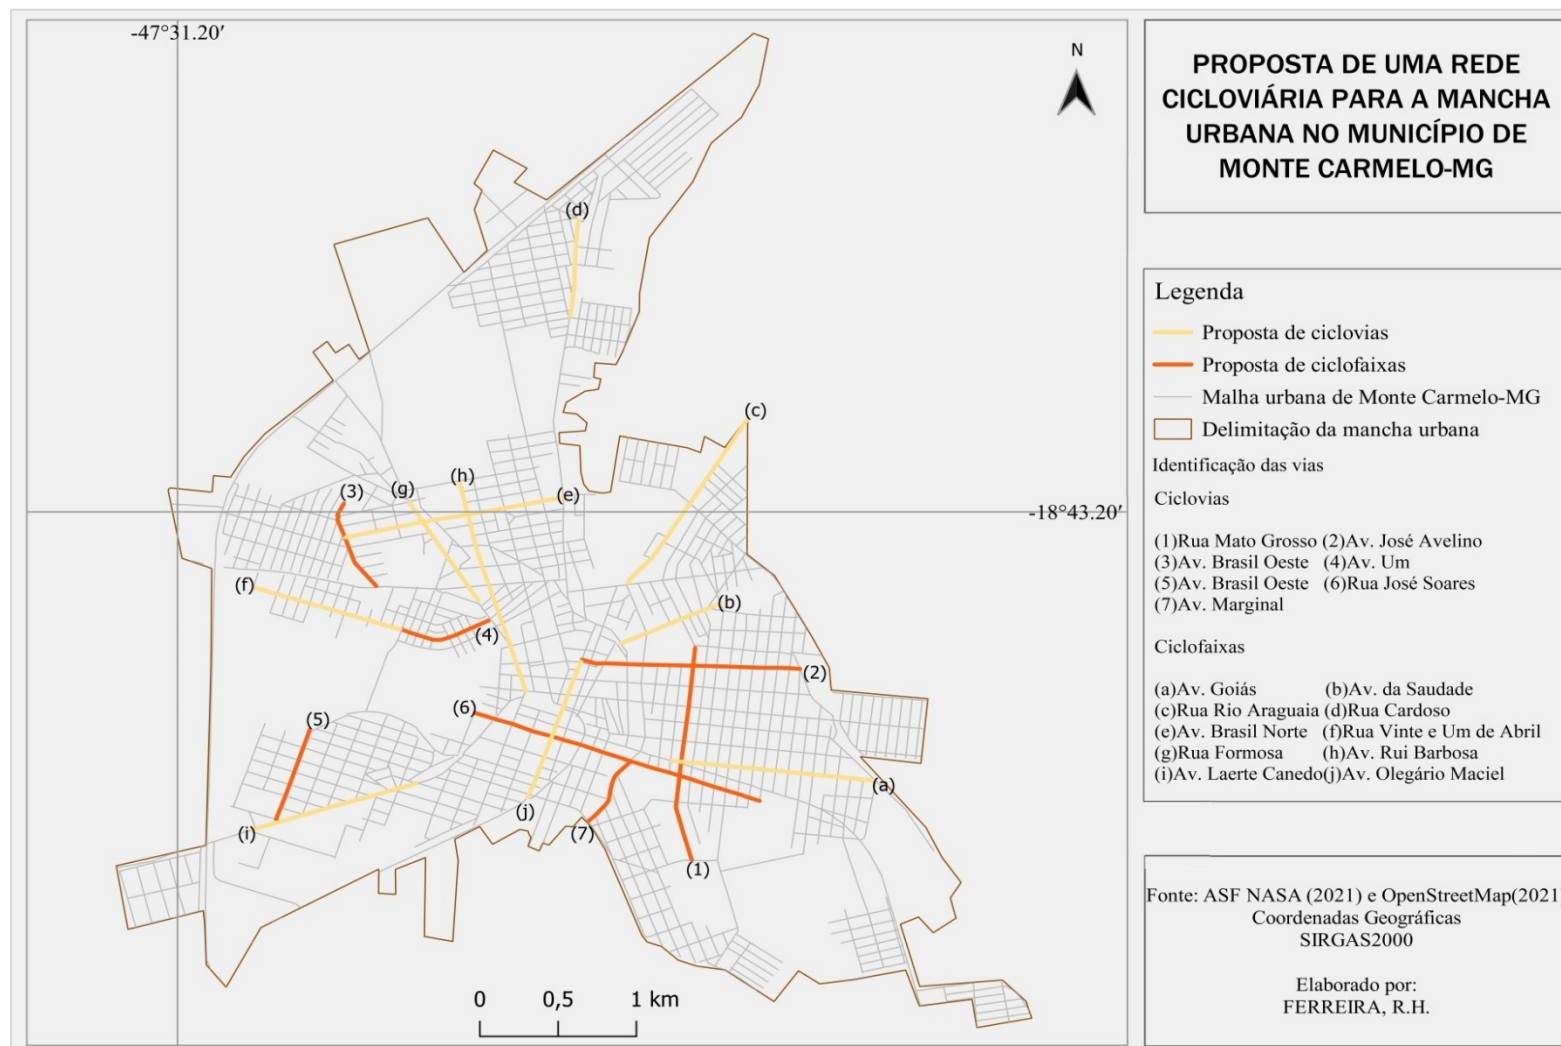 -47°31.20′
N
PROPOSTA DE UMA REDE
CICLOVIÁRIA PARA A MANCHA
URBANA NO MUNICÍPIO DE
MONTE CARMELO-MG
(d)
Legenda
Proposta de ciclovias
Proposta de ciclofaixas
Malha urbana de Monte Carmelo-MG
Delimitação da mancha urbana
Identificação das vias
Ciclovias
(1)Rua Mato Grosso (2)Av. José Avelino
(3)Av. Brasil Oeste (4)Av. Um
(5)Av. Brasil Oeste (6)Rua José Soares
(7)Av. Marginal
Ciclofaixas
(a)Av. Goiás (b)Av. da Saudade
(c)Rua Rio Araguaia (d)Rua Cardoso
(e)Av. Brasil Norte (f)Rua Vinte e Um de Abril
(g)Rua Formosa (h)Av. Rui Barbosa
(i)Av. Laerte Canedo(j)Av. Olegário Maciel
(c)
(h)
(3) (g) (e)
-18°43.20′
(f)
(b)
(4)
(2)
(6)
(5)
(a)
(j)
(i) (7)
(1)
0 0,5 1 km
Fonte: ASF NASA (2021) e OpenStreetMap(2021
Coordenadas Geográficas
SIRGAS2000
Elaborado por:
FERREIRA, R.H.